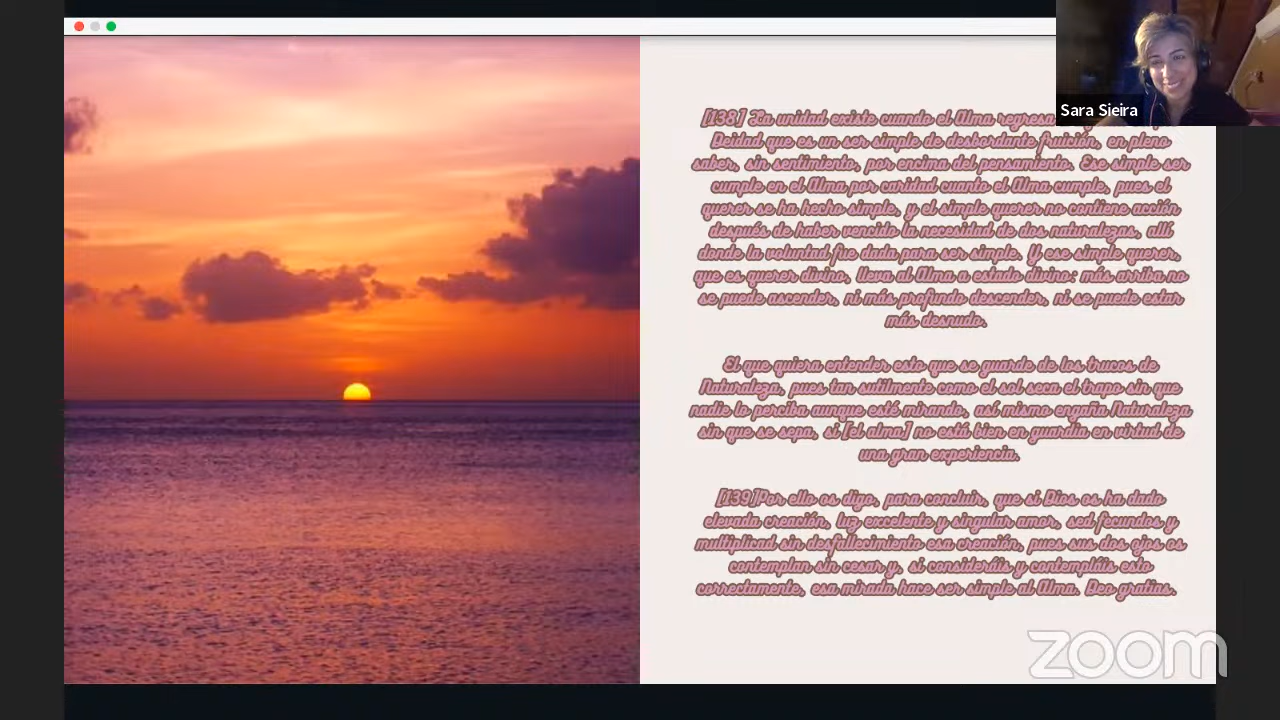 [138] La unidad existe cuando el Alma regresa
Deidad que es un ser simple de desbordante fruición, en pleno
saber, sin sentimiento, por encima del pensamiento. Ese simple ser
cumple en el Alma por caridad cuanto el Alma cumple, pues el
querer se ha hecho simple, y el simple querer no contiene acción
después de haber vencido la necesidad de dos naturalezas, allí
donde la voluntad fue dada para ser simple. Y ese simple querer,
que es querer divino, lleva al Alma a estado divino: más arriba no
se puede ascender, ni más profundo descender, ni se puede estar
más desnudo.
El que quiera entender esto que se guarde de los trucos de
Naturaleza, pues tan sutilmente como el sol seca el trapo sin que
nadie lo perciba aunque esté mirando, así mismo engaña Naturaleza
sin que se sepa, si [el alma] no está bien en guardia en virtud de
una gran experiencia.
[139]Por ello os digo, para concluir, que si Dios os ha dado
elevada creación, luz excelente y singular amor, sed fecundos y
multiplicad sin desfallecimiento esa creación, pues sus dos ojos os
contemplan sin cesar y, si consideráis y contempláis esto
correctamente, esa mirada hace ser simple al Alma. Deo gratias.
Sara Sieira
zoom